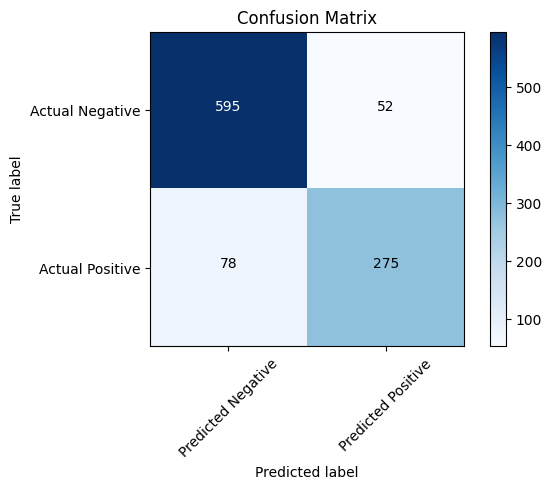 Confusion Matrix
Actual Negative
595
52
500
400
True label
300
Actual Positive
78
275
200
100
Predicted Negative
Predicted Positive
Predicted label